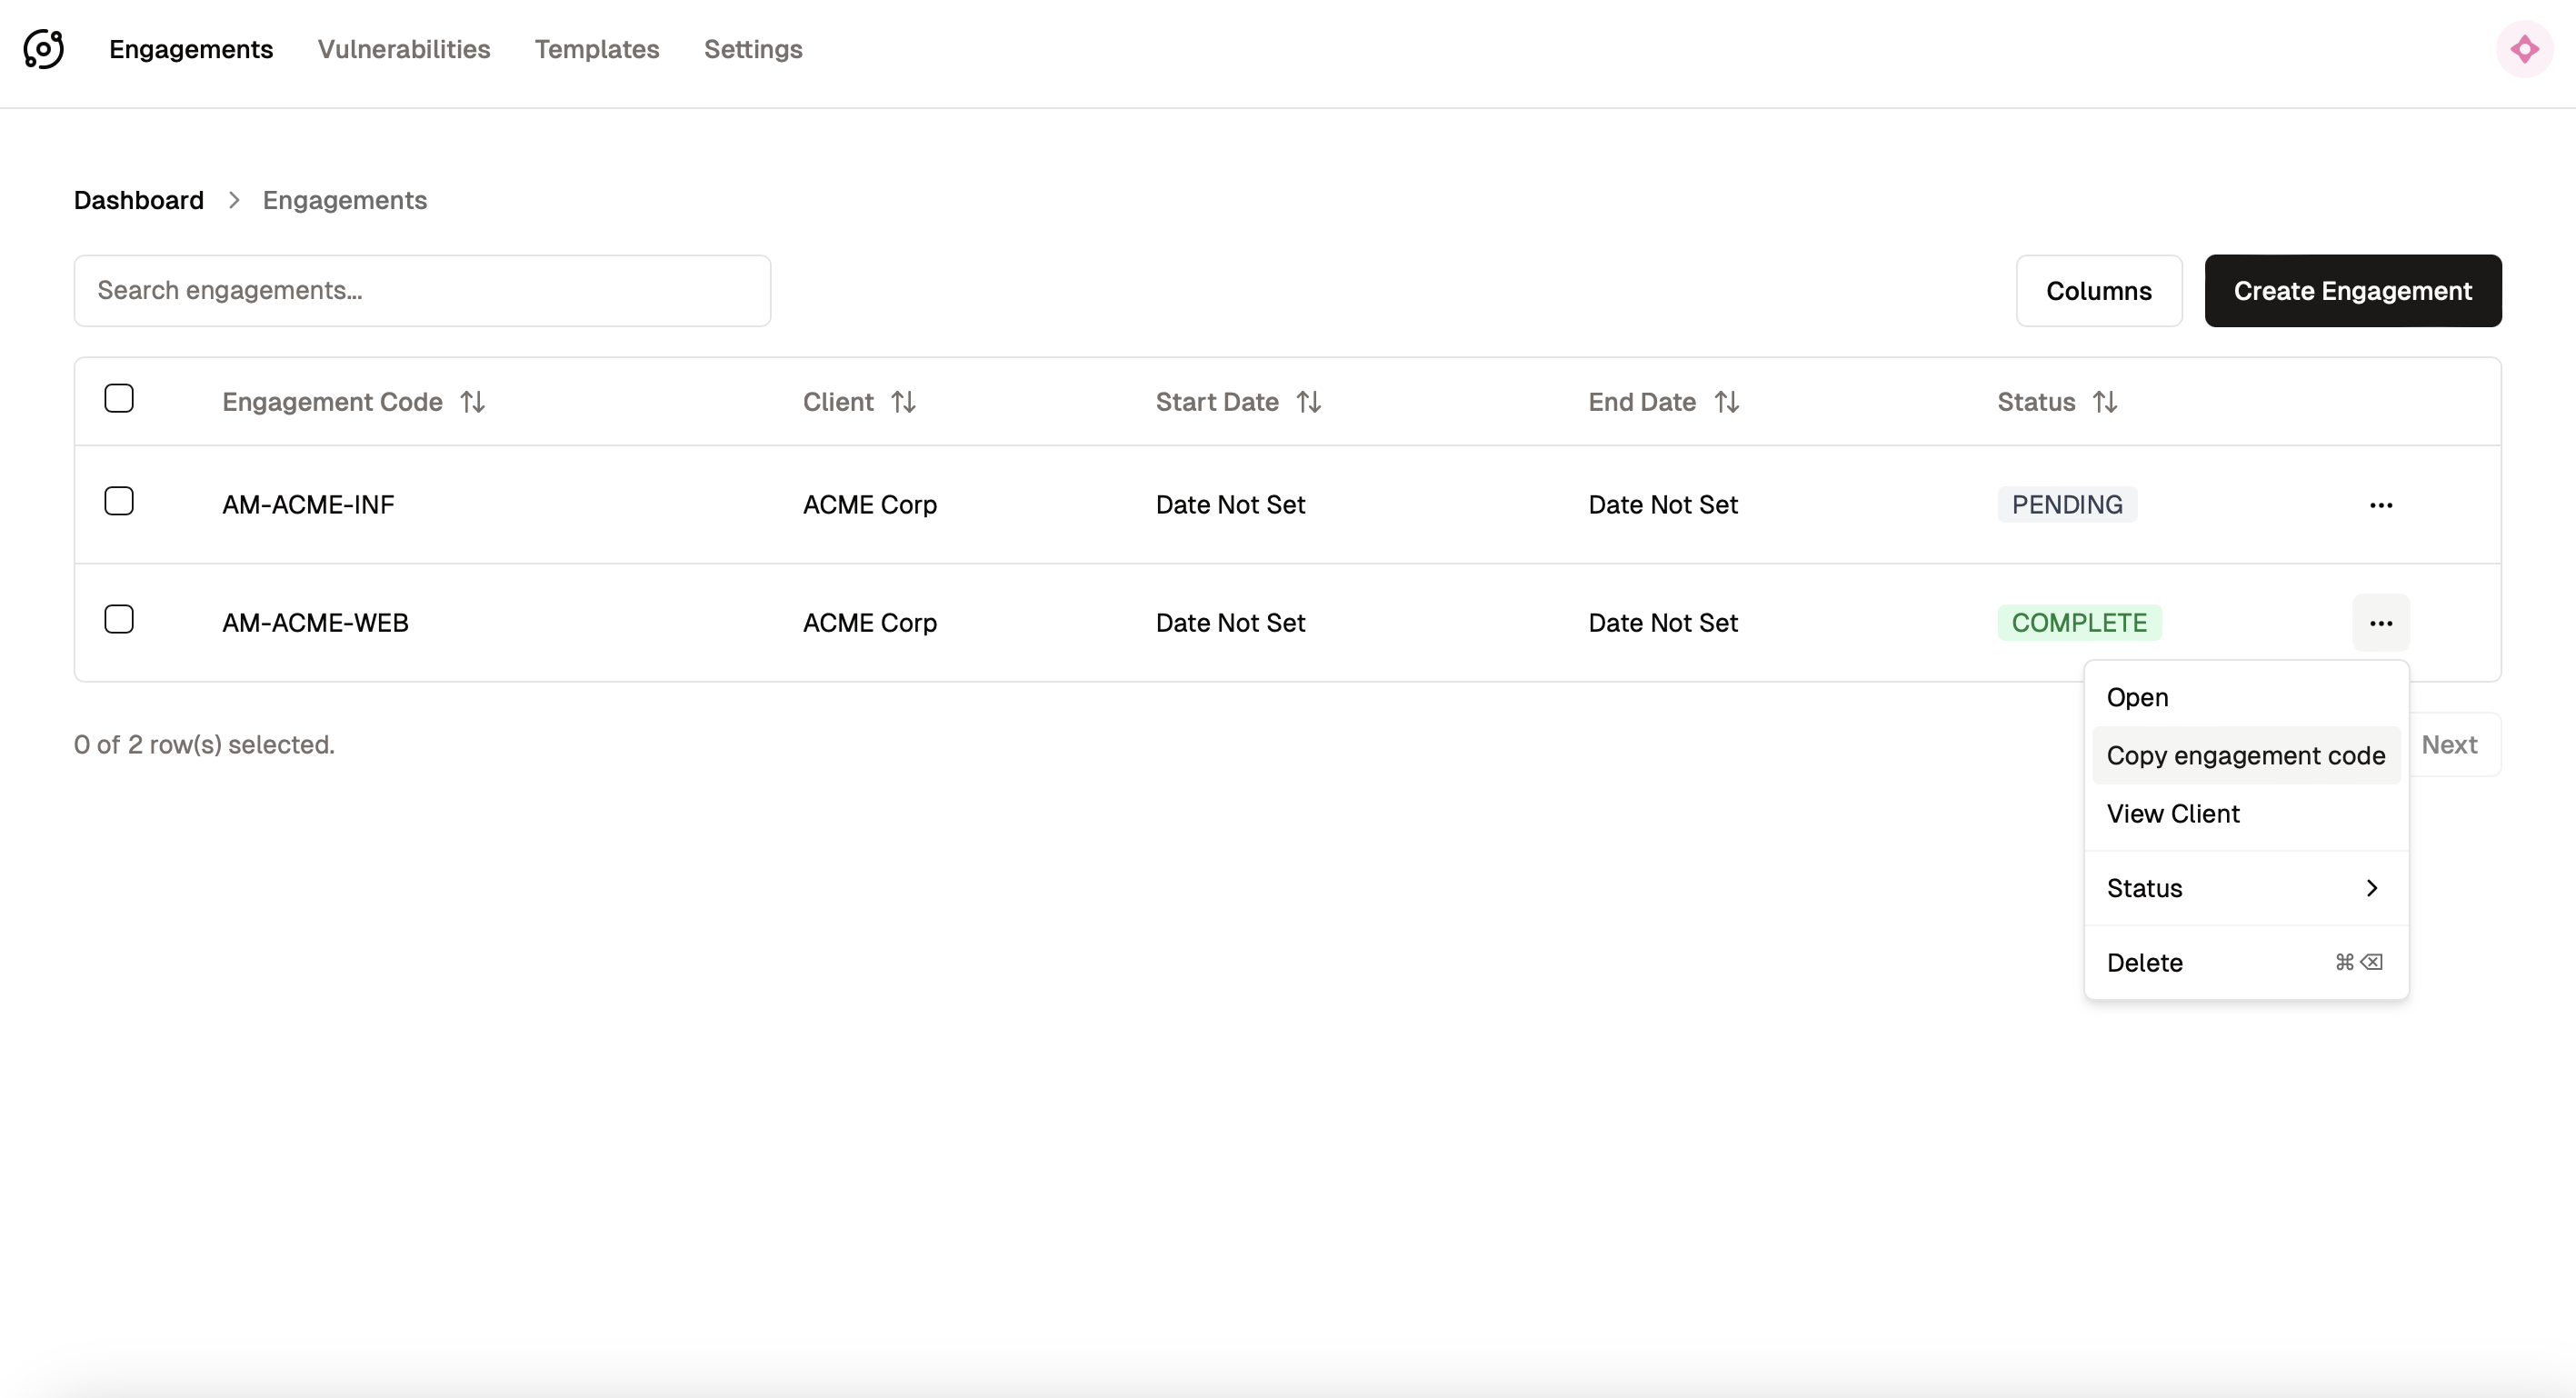 Engagements Vulnerabilities Templates Settings
Dashboard Engagements
Search engagements...
Columns Create Engagement
Engagement Code Client Start Date End Date Status
AM-ACME-INF ACME Corp Date Not Set Date Not Set PENDING
AM-ACME-WEB ACME Corp Date Not Set Date Not Set COMPLETE
Open
0 of 2 row(s) selected. Next
Copy engagement code
View Client
Status
Delete ⌘⌫